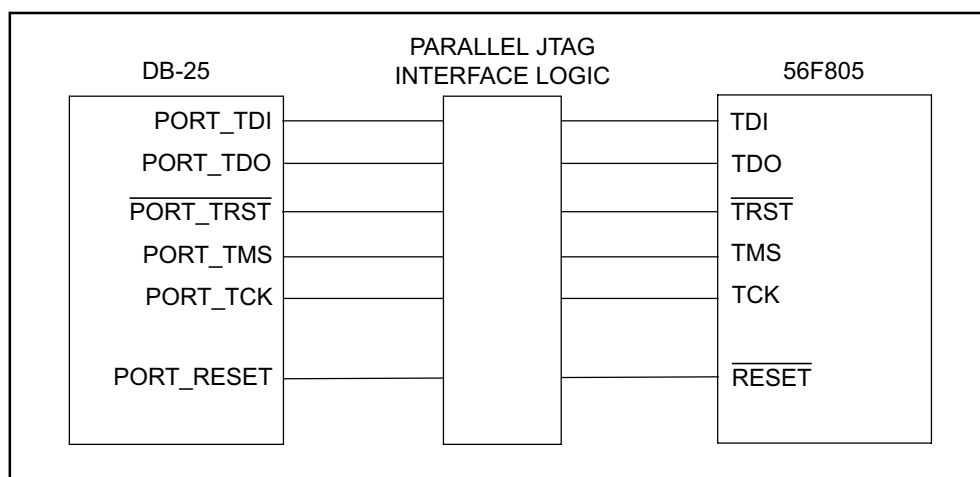 PARALLEL JTAG
INTERFACE LOGIC
DB-25
56F805
PORT_TDI
TDI
PORT_TDO
TDO
PORT_TRST
TRST
PORT_TMS
TMS
PORT_TCK
TCK
PORT_RESET
RESET